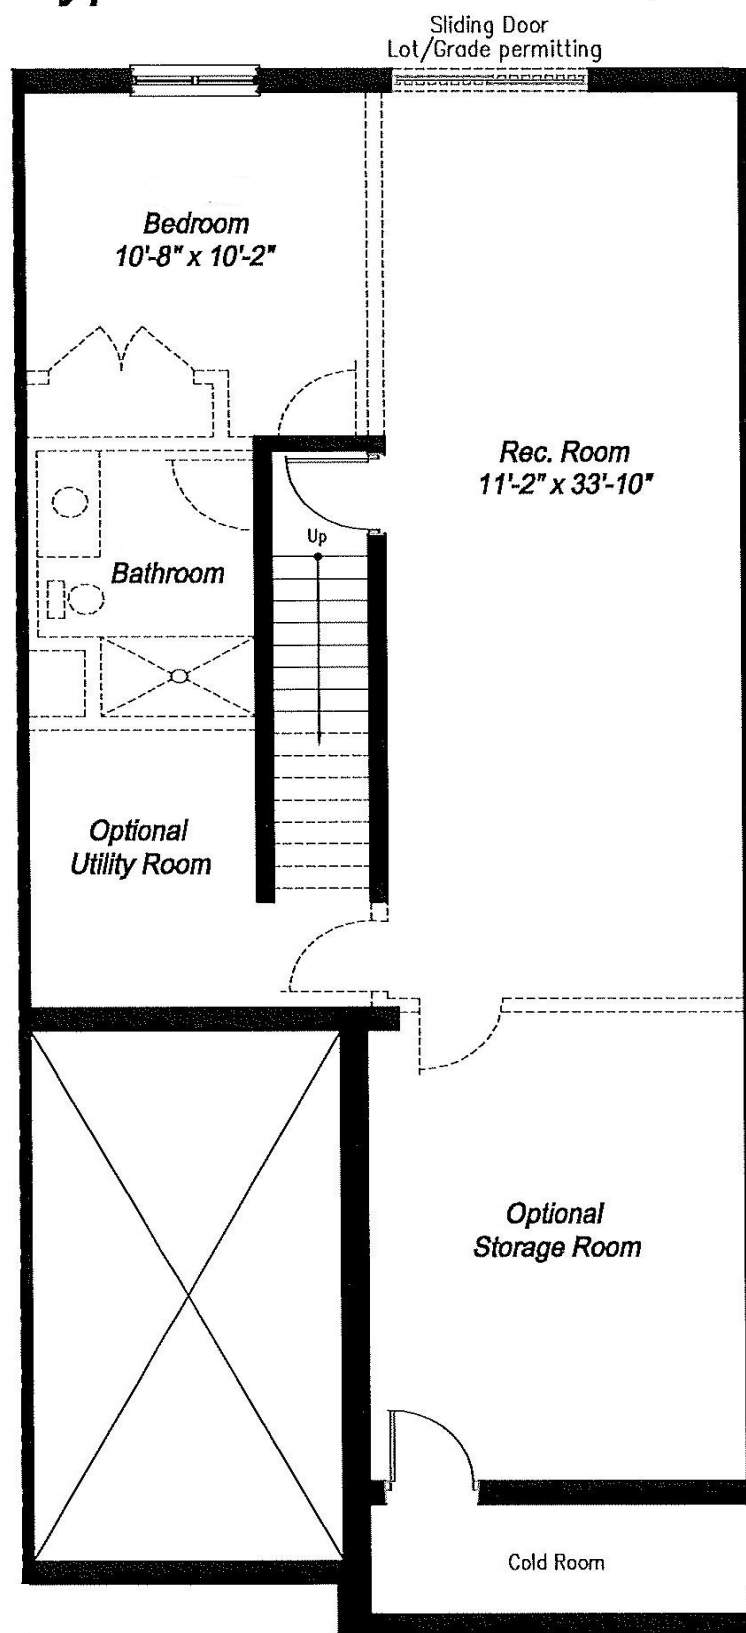 Sliding Door
Lot/Grade permitting
Bedroom
10'-8" x 10'-2"
Rec. Room
11'-2" x 33'-10"
Up
Bathroom
Optional
Utility Room
Optional
Storage Room
Cold Room